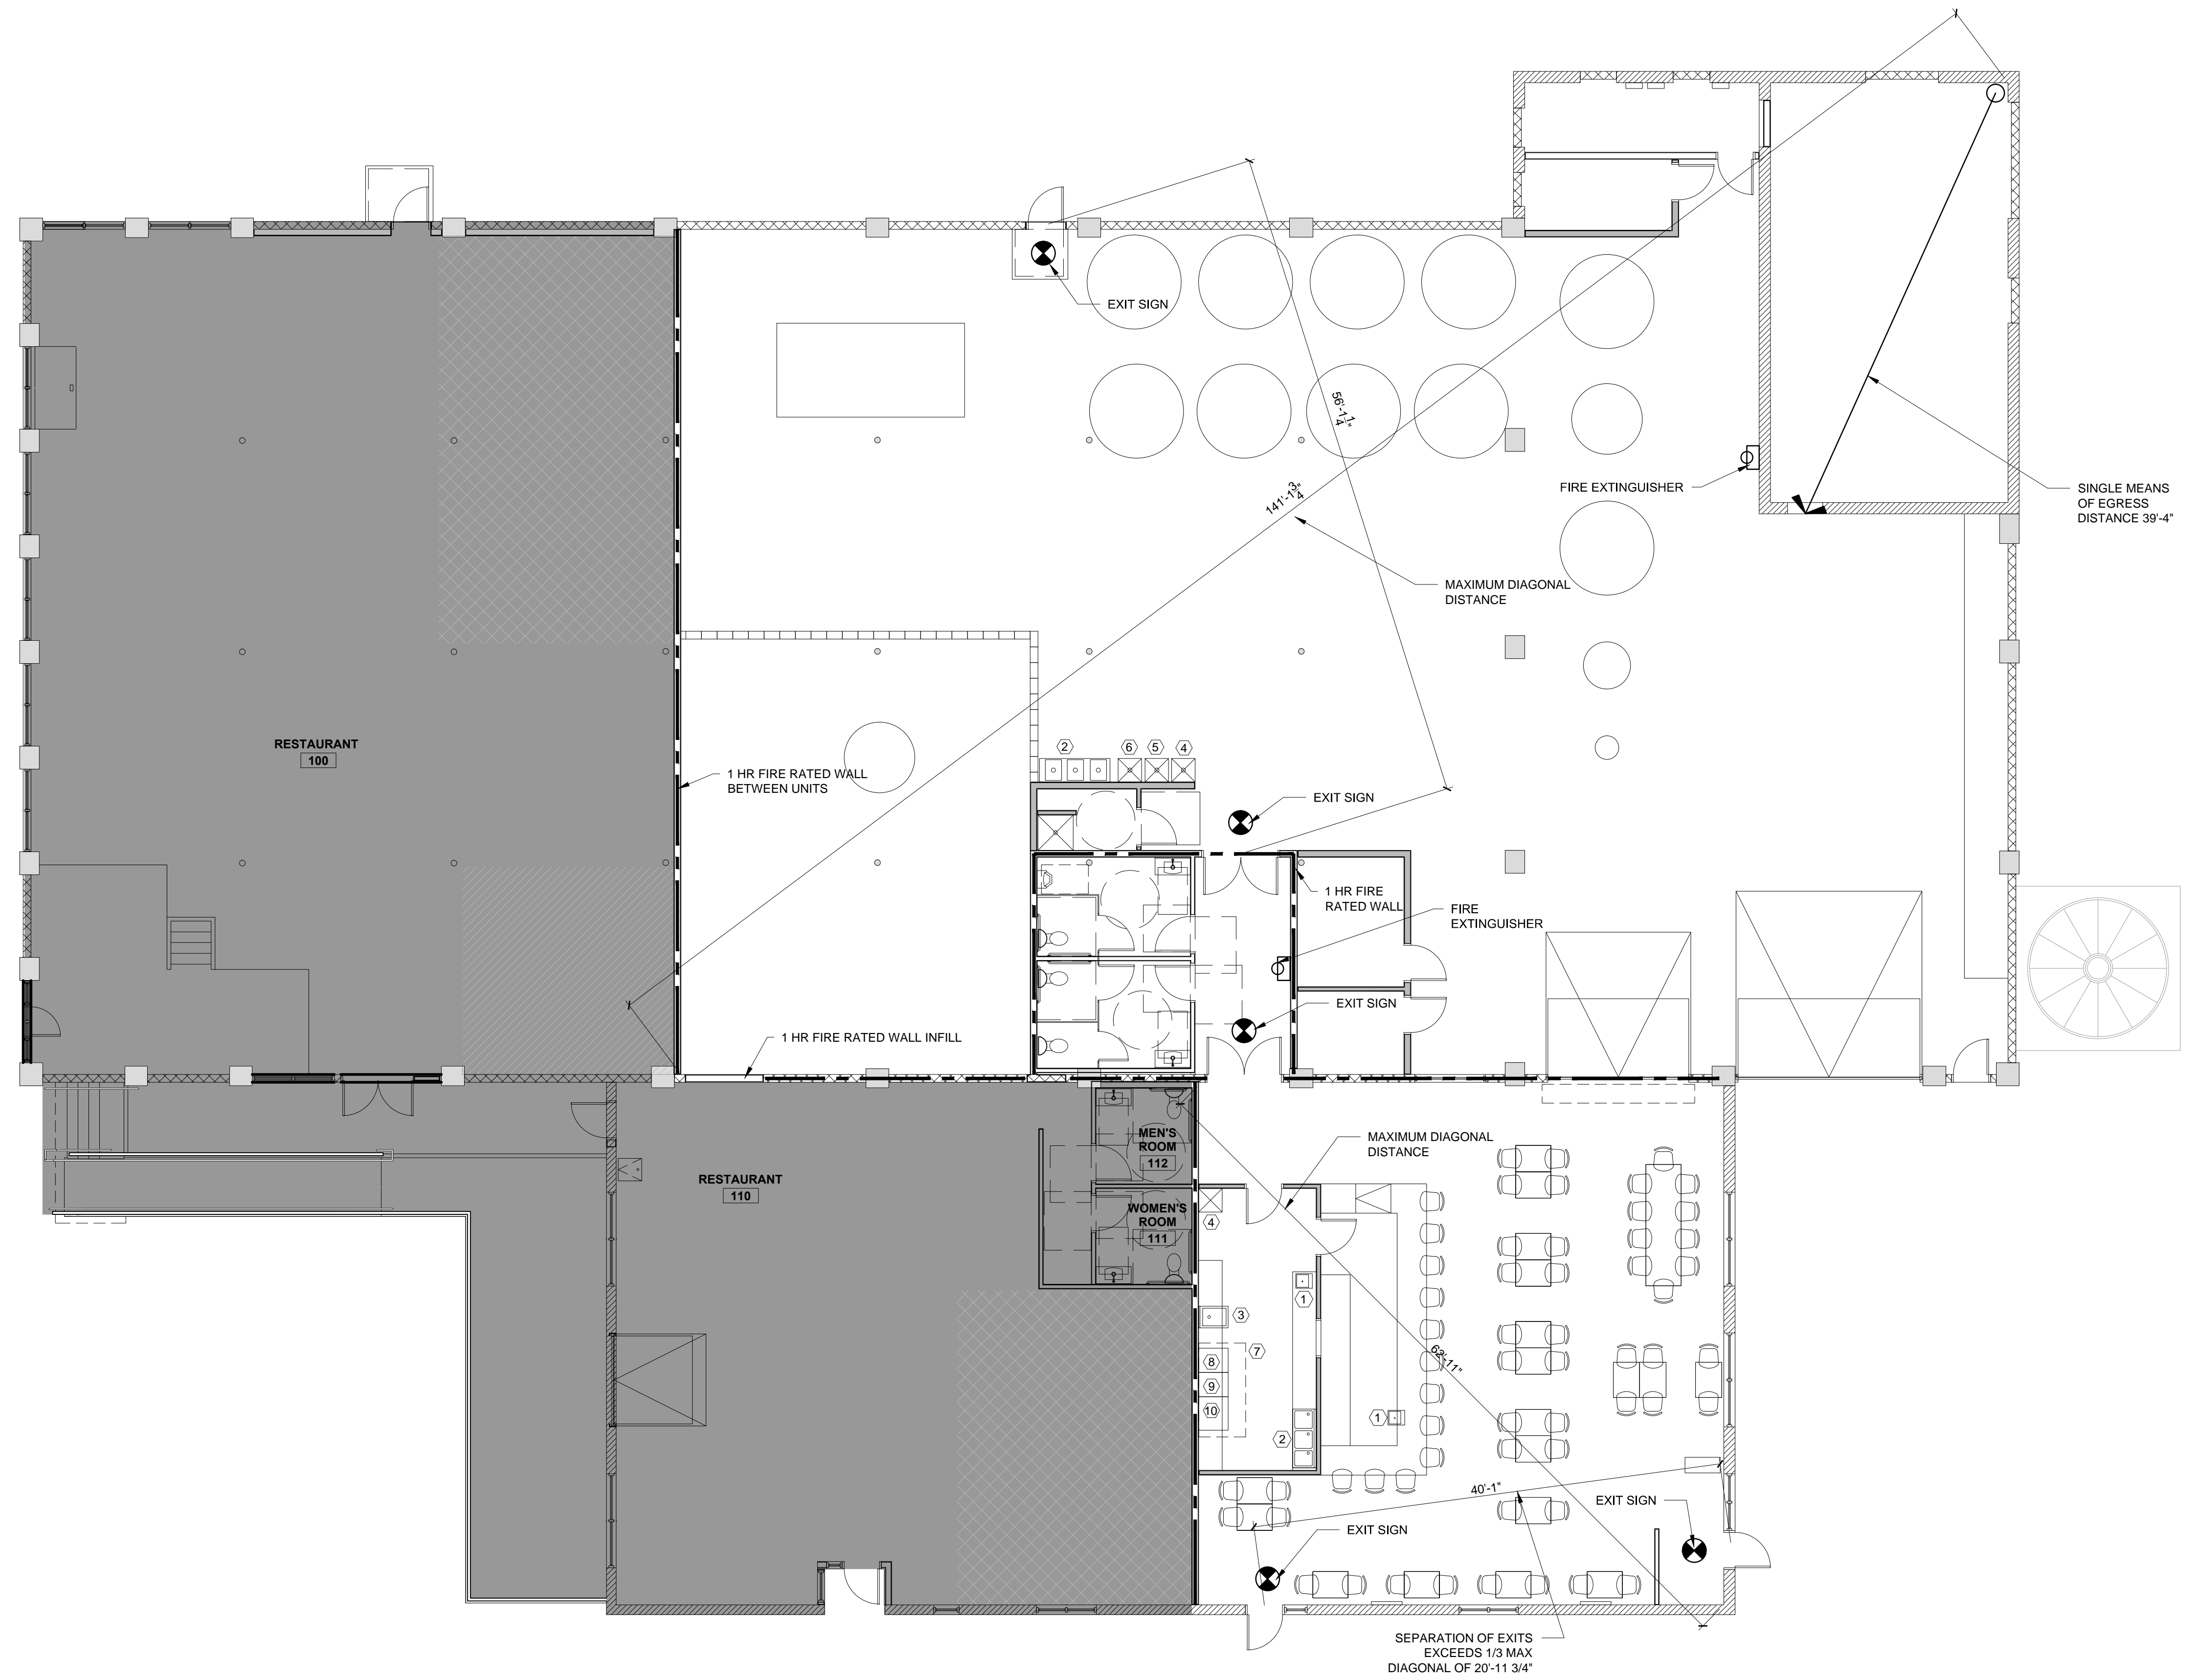 EXIT SIGN
56'-1 1/4"
141'-1 3/4"
FIRE EXTINGUISHER
SINGLE MEANS
OF EGRESS
DISTANCE 39'-4"
MAXIMUM DIAGONAL
DISTANCE
RESTAURANT
100
1 HR FIRE RATED WALL
BETWEEN UNITS
2
6
5
4
EXIT SIGN
1 HR FIRE
RATED WALL
FIRE
EXTINGUISHER
EXIT SIGN
1 HR FIRE RATED WALL INFILL
MEN'S
ROOM
112
MAXIMUM DIAGONAL
DISTANCE
RESTAURANT
110
WOMEN'S
ROOM
111
4
1
3
7
8
9
10
1
2
62'-11"
40'-1"
EXIT SIGN
EXIT SIGN
SEPARATION OF EXITS
EXCEEDS 1/3 MAX
DIAGONAL OF 20'-11 3/4"